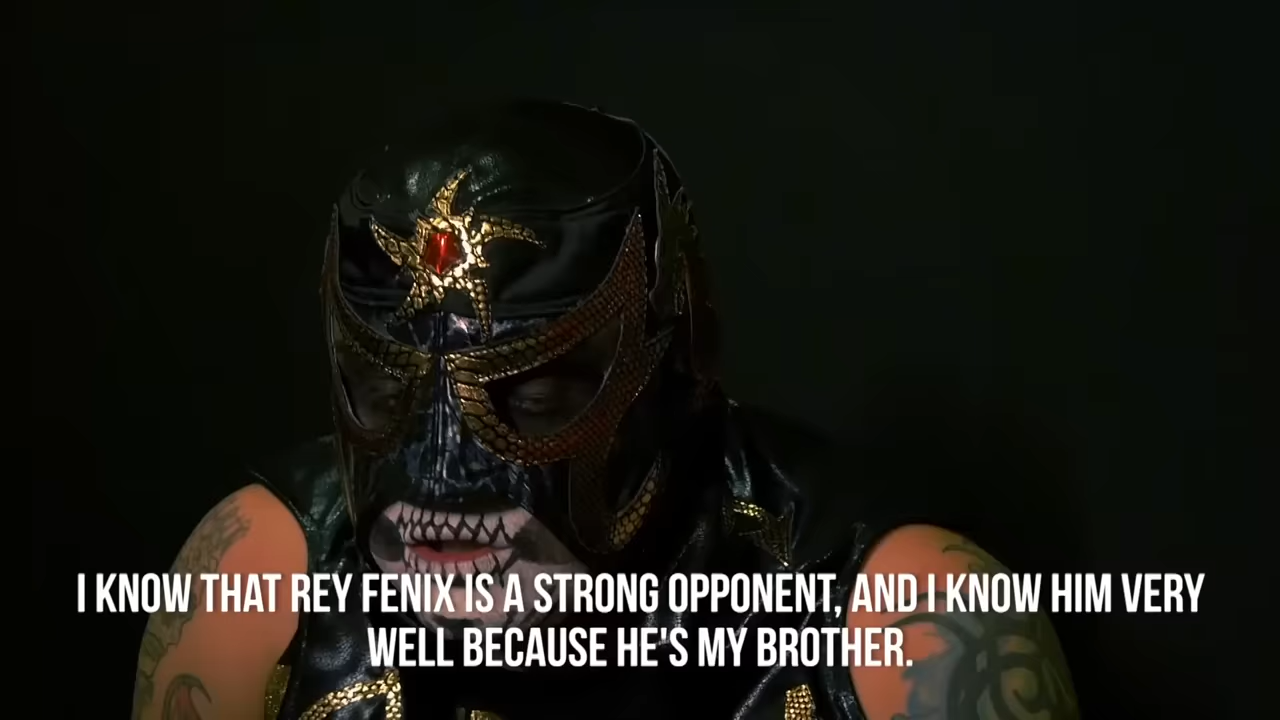 I KNOW THAT REY FENIX IS A STRONG OPPONENT, AND I KNOW HIM VERY
WELL BECAUSE HE'S MY BROTHER.